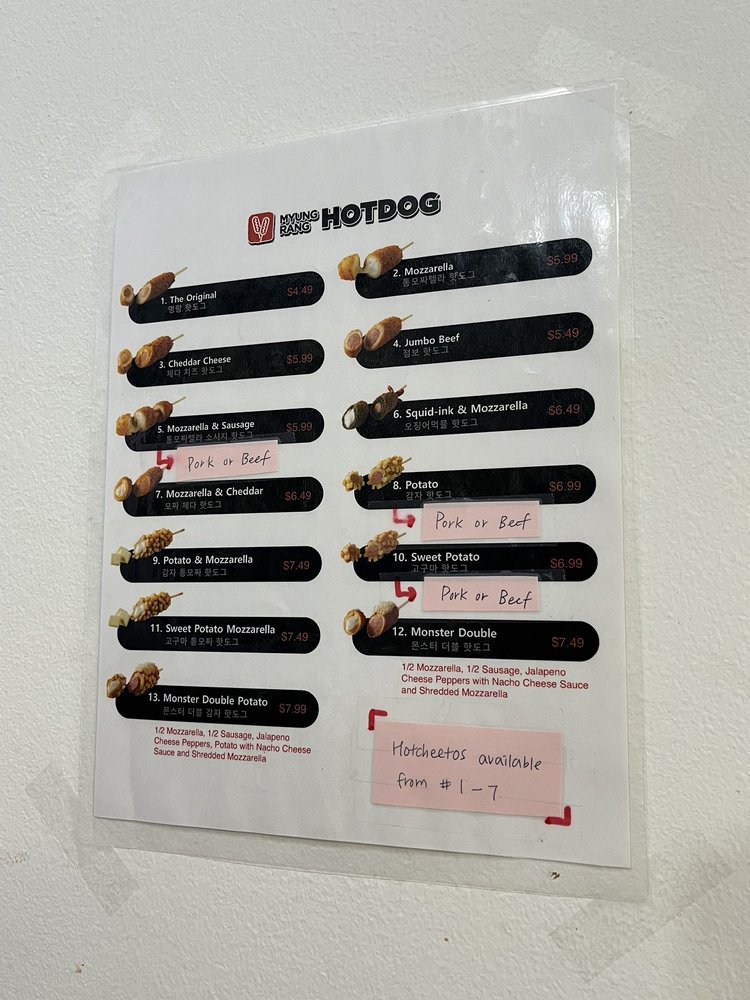 MYUNG
RANG
HOTDOG
1. The Original $4.49
명랑 핫도그
2. Mozzarella $5.99
통모짜렐라 핫도그
3. Cheddar Cheese $5.99
체다 치즈 핫도그
4. Jumbo Beef $5.49
점보 핫도그
5. Mozzarella & Sausage $5.99
통모짜렐라 소시지 핫도그
Pork or Beef
6. Squid-ink & Mozzarella $6.49
오징어먹물 핫도그
7. Mozzarella & Cheddar $6.49
모짜 체다 핫도그
8. Potato $6.99
감자 핫도그
Pork or Beef
9. Potato & Mozzarella $7.49
감자 통모짜 핫도그
10. Sweet Potato $6.99
고구마 핫도그
Pork or Beef
11. Sweet Potato Mozzarella $7.49
고구마 통모짜 핫도그
12. Monster Double $7.49
몬스터 더블 핫도그
1/2 Mozzarella, 1/2 Sausage, Jalapeno
Cheese Peppers with Nacho Cheese Sauce
and Shredded Mozzarella
13. Monster Double Potato $7.99
몬스터 더블 감자 핫도그
1/2 Mozzarella, 1/2 Sausage, Jalapeno
Cheese Peppers, Potato with Nacho Cheese
Sauce and Shredded Mozzarella
Hotcheetos available
from #1-7